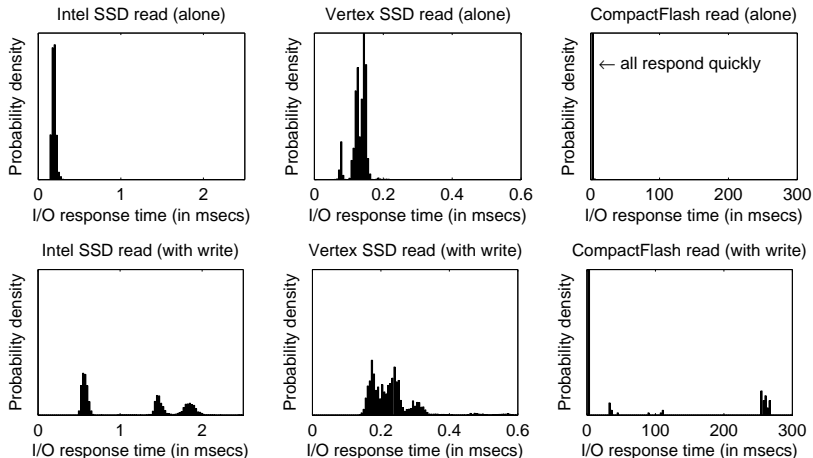 Intel SSD read (alone)
Probability density
0 1 2
I/O response time (in msecs)
Vertex SSD read (alone)
Probability density
0 0.2 0.4 0.6
I/O response time (in msecs)
CompactFlash read (alone)
← all respond quickly
Probability density
0 100 200 300
I/O response time (in msecs)
Intel SSD read (with write)
Probability density
0 1 2
I/O response time (in msecs)
Vertex SSD read (with write)
Probability density
0 0.2 0.4 0.6
I/O response time (in msecs)
CompactFlash read (with write)
Probability density
0 100 200 300
I/O response time (in msecs)